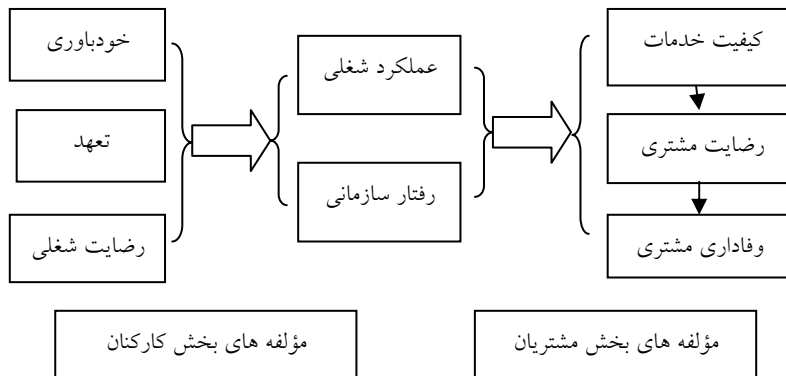 خودباوری
تعهد
رضایت شغلی
عملکرد شغلی
رفتار سازمانی
کیفیت خدمات
رضایت مشتری
وفاداری مشتری
مؤلفه های بخش کارکنان
مؤلفه های بخش مشتریان